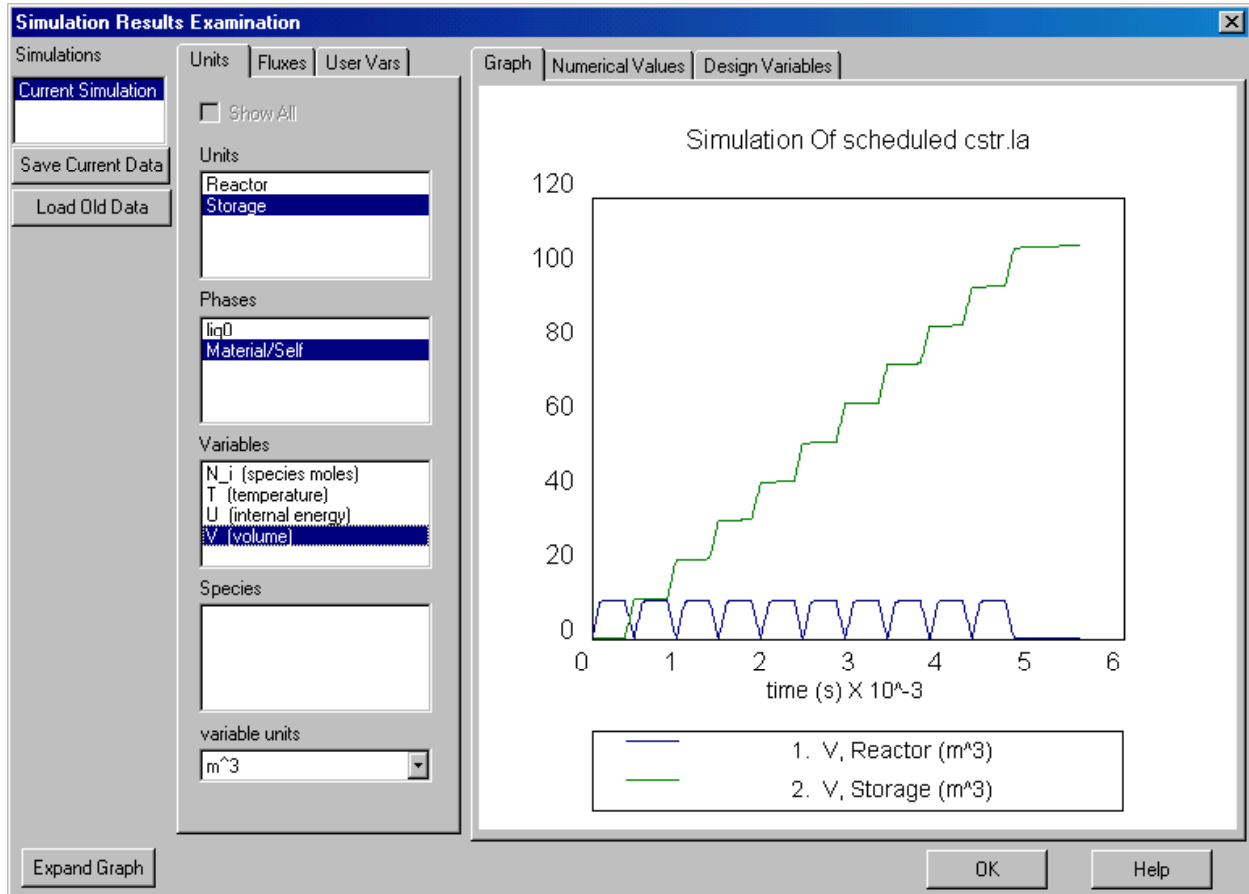 Simulation Results Examination
Simulations
Current Simulation
Save Current Data
Load Old Data
Units
Fluxes
User Vars
Show All
Units
Reactor
Storage
Phases
liq0
Material/Self
Variables
N_i (species moles)
T (temperature)
U (internal energy)
V (volume)
Species
variable units
m^3
Graph
Numerical Values
Design Variables
Simulation Of scheduled cstr.la
120
100
80
60
40
20
0
0 1 2 3 4 5 6
time (s) X 10^-3
1. V, Reactor (m^3)
2. V, Storage (m^3)
Expand Graph
OK
Help